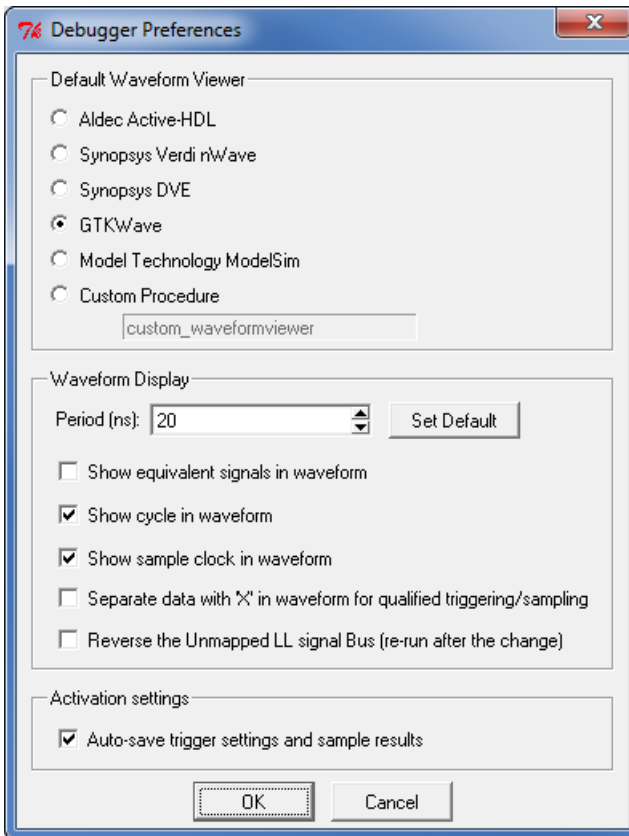 Debugger Preferences
Default Waveform Viewer
Aldec Active-HDL
Synopsys Verdi nWave
Synopsys DVE
GTKWave
Model Technology ModelSim
Custom Procedure
custom_waveformviewer
Waveform Display
Period (ns): 20 Set Default
Show equivalent signals in waveform
Show cycle in waveform
Show sample clock in waveform
Separate data with 'X' in waveform for qualified triggering/sampling
Reverse the Unmapped LL signal Bus (re-run after the change)
Activation settings
Auto-save trigger settings and sample results
OK Cancel